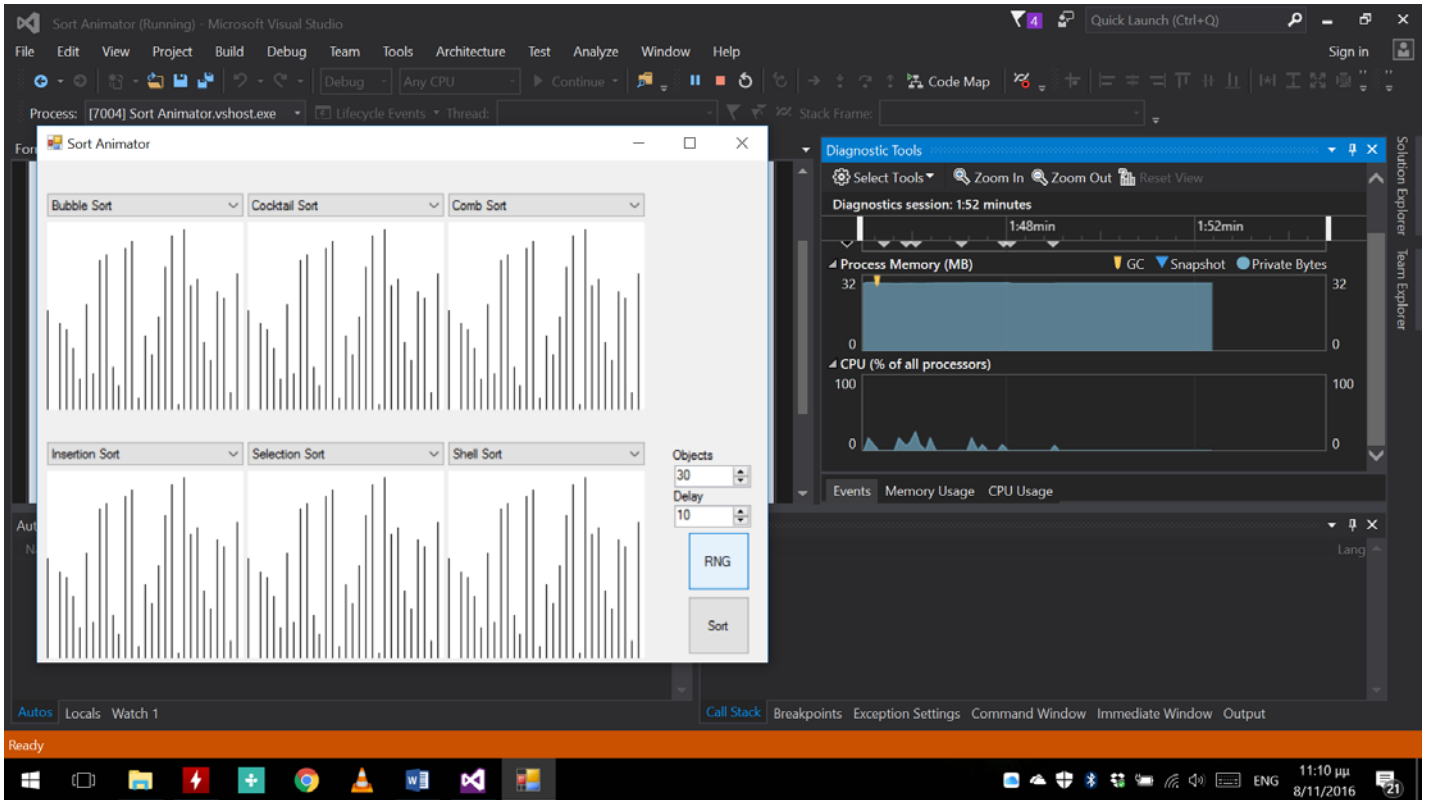 Sort Animator (Running) - Microsoft Visual Studio
4
Quick Launch (Ctrl+Q)
File Edit View Project Build Debug Team Tools Architecture Test Analyze Window Help
Sign in
Debug
Any CPU
Continue
Code Map
Process: [7004] Sort Animator.vshost.exe
Lifecycle Events
Thread:
Stack Frame:
Sort Animator
Bubble Sort
Cocktail Sort
Comb Sort
Insertion Sort
Selection Sort
Shell Sort
Objects
30
Delay
10
RNG
Sort
Diagnostic Tools
Select Tools
Zoom In
Zoom Out
Reset View
Diagnostics session: 1:52 minutes
1:48min
1:52min
Process Memory (MB)
GC
Snapshot
Private Bytes
32
32
0
0
CPU (% of all processors)
100
100
0
0
Events Memory Usage CPU Usage
Solution Explorer
Team Explorer
Lang
Autos Locals Watch 1
Call Stack Breakpoints Exception Settings Command Window Immediate Window Output
Ready
ENG
11:10 μμ
8/11/2016
21